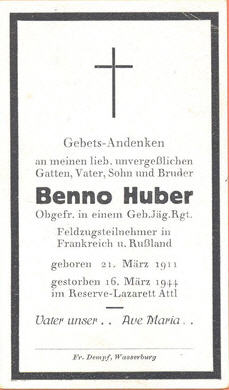 Gebets-Andenken
an meinen lieb. unvergeßlichen
Gatten, Vater, Sohn und Bruder
Benno Huber
Obgefr. in einem Geb.Jäg.Rgt.
Feldzugsteilnehmer in
Frankreich u. Rußland
geboren 21. März 1911
gestorben 16. März 1944
im Reserve-Lazarett Attl
Vater unser . . Ave Maria . .
Fr. Dempf, Wasserburg